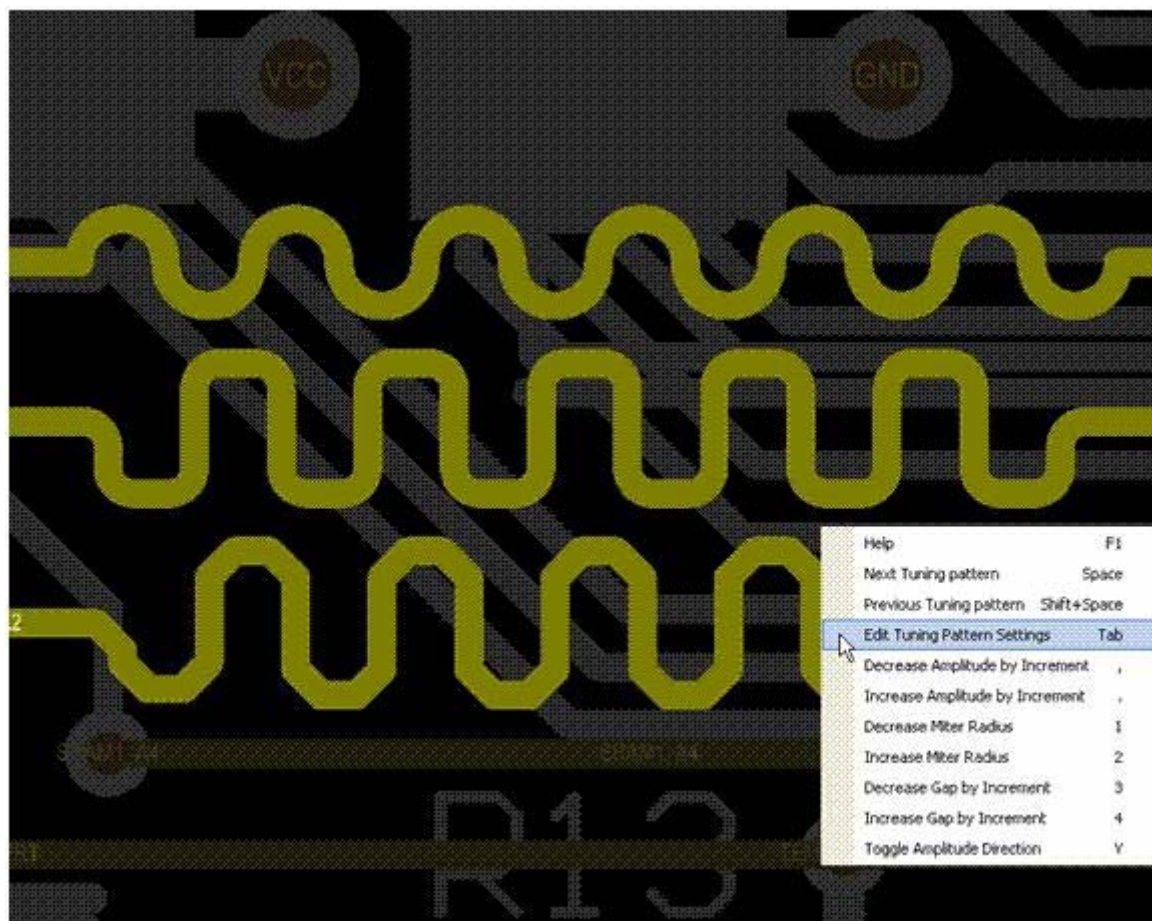 VCC
GND
2
Help F1
Next Tuning pattern Space
Previous Tuning pattern Shift+Space
Edit Tuning Pattern Settings Tab
Decrease Amplitude by Increment ,
Increase Amplitude by Increment .
Decrease Miter Radius 1
Increase Miter Radius 2
Decrease Gap by Increment 3
Increase Gap by Increment 4
Toggle Amplitude Direction Y
R13